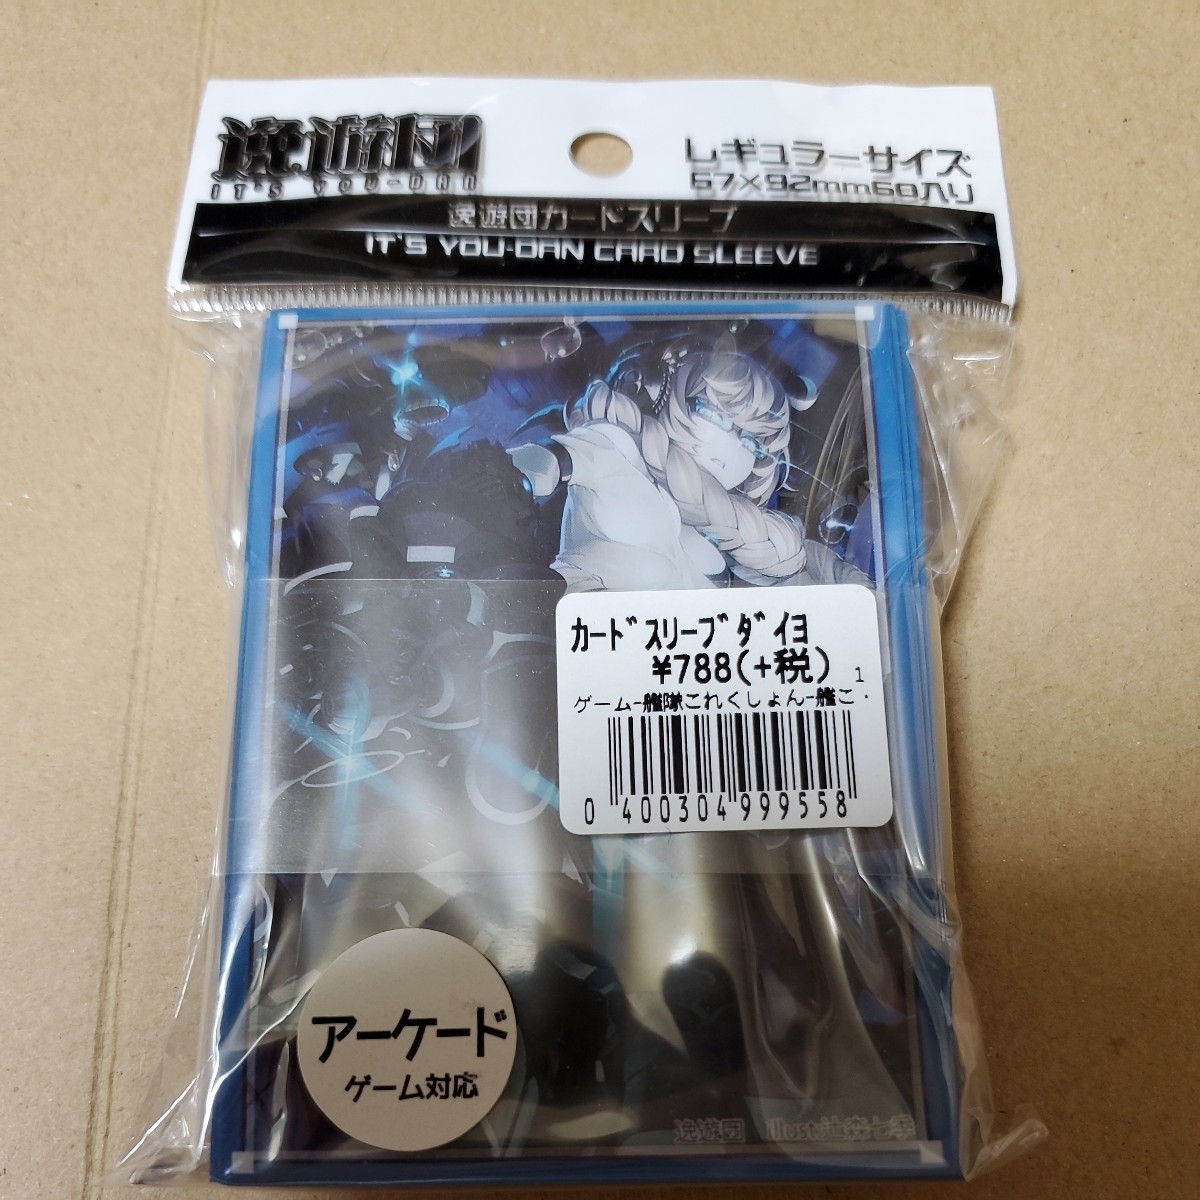 逸遊団
IT'S YOU-DAN
レギュラーサイズ
67×92mm60入り
逸遊団カードスリーブ
IT'S YOU-DAN CARD SLEEVE
ｶｰﾄﾞｽﾘｰﾌﾞﾀﾞｲﾖ
¥788(+税) 1
ゲーム-艦隊これくしょん-艦こ・
0 400304 999558
アーケード
ゲーム対応
逸遊団 illust: